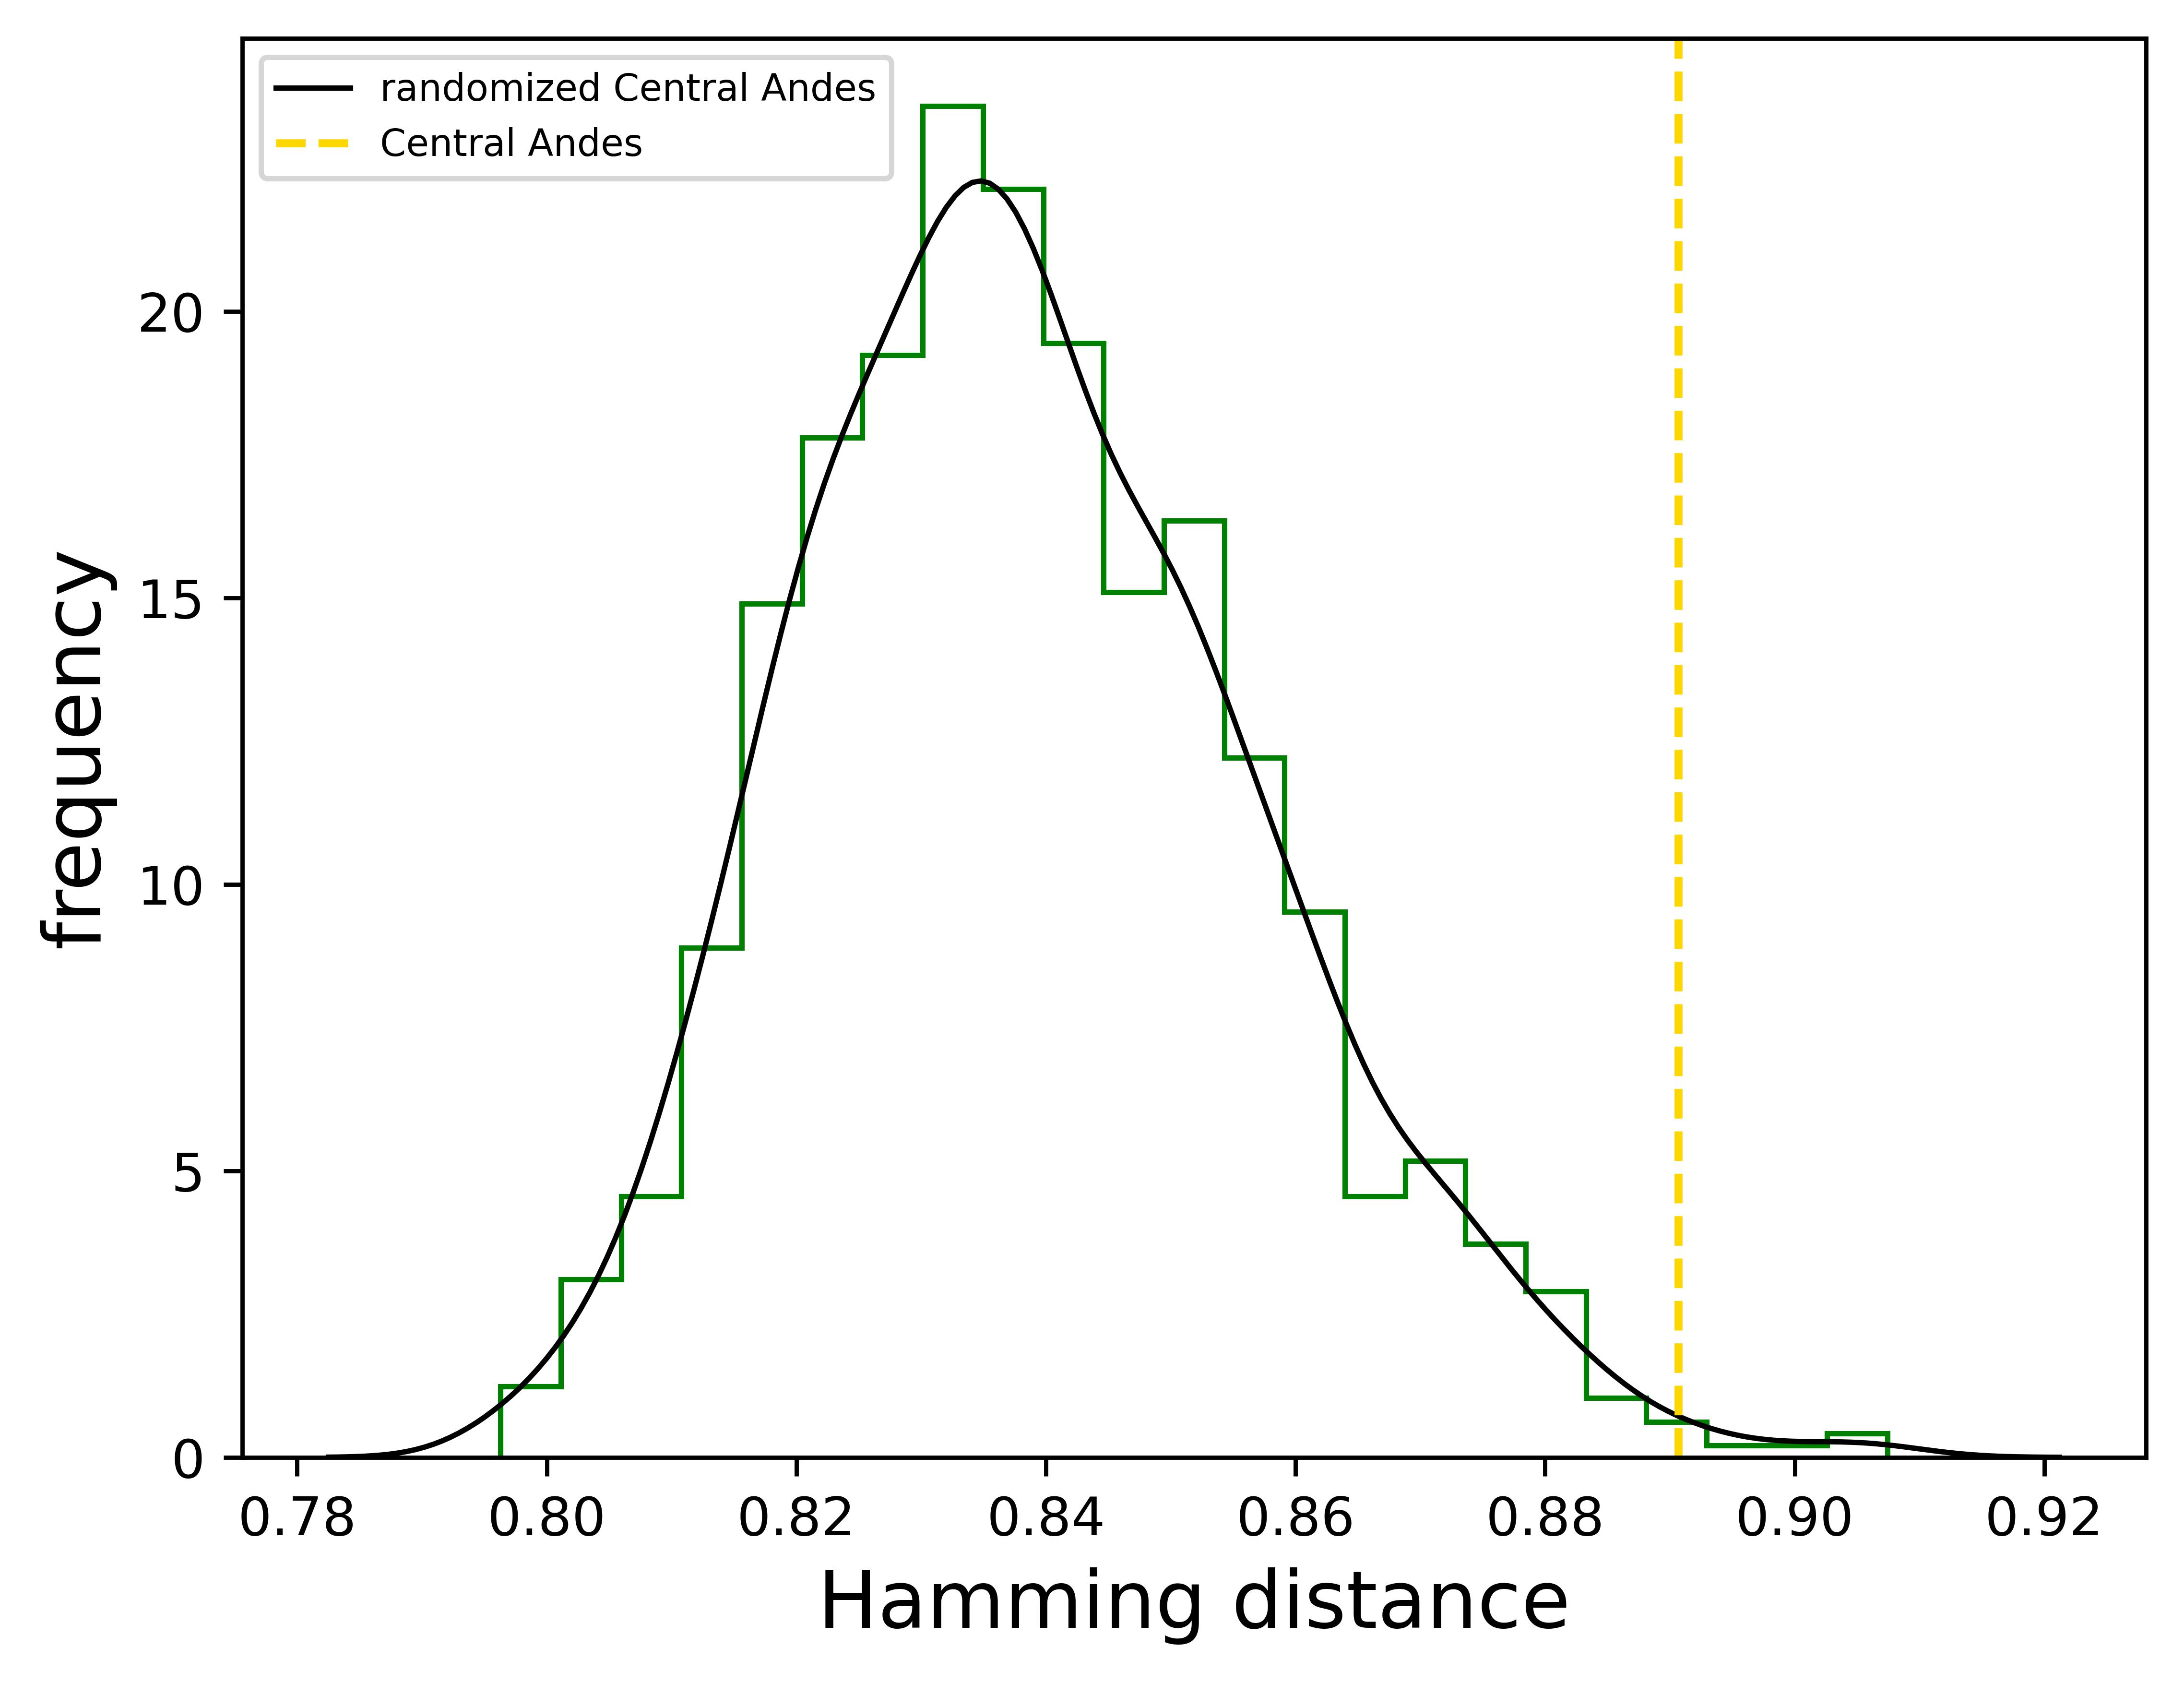 randomized Central Andes
Central Andes
frequency
20
15
10
5
0
0.78 0.80 0.82 0.84 0.86 0.88 0.90 0.92
Hamming distance